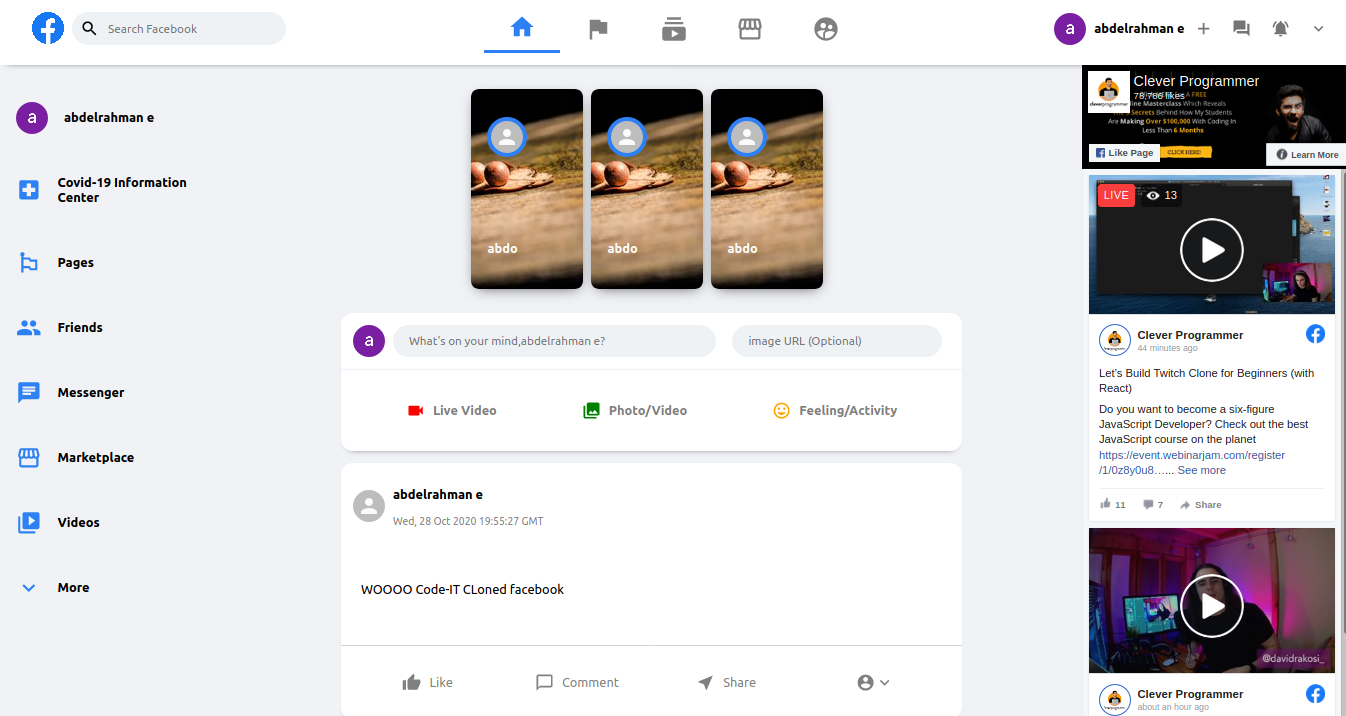 Search Facebook
a
abdelrahman e
a
abdelrahman e
Covid-19 Information
Center
Pages
Friends
Messenger
Marketplace
Videos
More
abdo
abdo
abdo
a
What's on your mind,abdelrahman e?
image URL (Optional)
Live Video
Photo/Video
Feeling/Activity
abdelrahman e
Wed, 28 Oct 2020 19:55:27 GMT
WOOOO Code-IT CLoned facebook
Like
Comment
Share
Clever Programmer
78,786 likes
a FREE
Masterclass Which Reveals
Secrets Behind How My Students
Are Making Over $100,000 With Coding In
Less Than 6 Months
CLICK HERE!
Like Page
Learn More
LIVE
13
Clever Programmer
44 minutes ago
Let's Build Twitch Clone for Beginners (with
React)
Do you want to become a six-figure
JavaScript Developer? Check out the best
JavaScript course on the planet
https://event.webinarjam.com/register
/1/0z8y0u8…... See more
11
7
Share
@davidrakosi_
Clever Programmer
about an hour ago